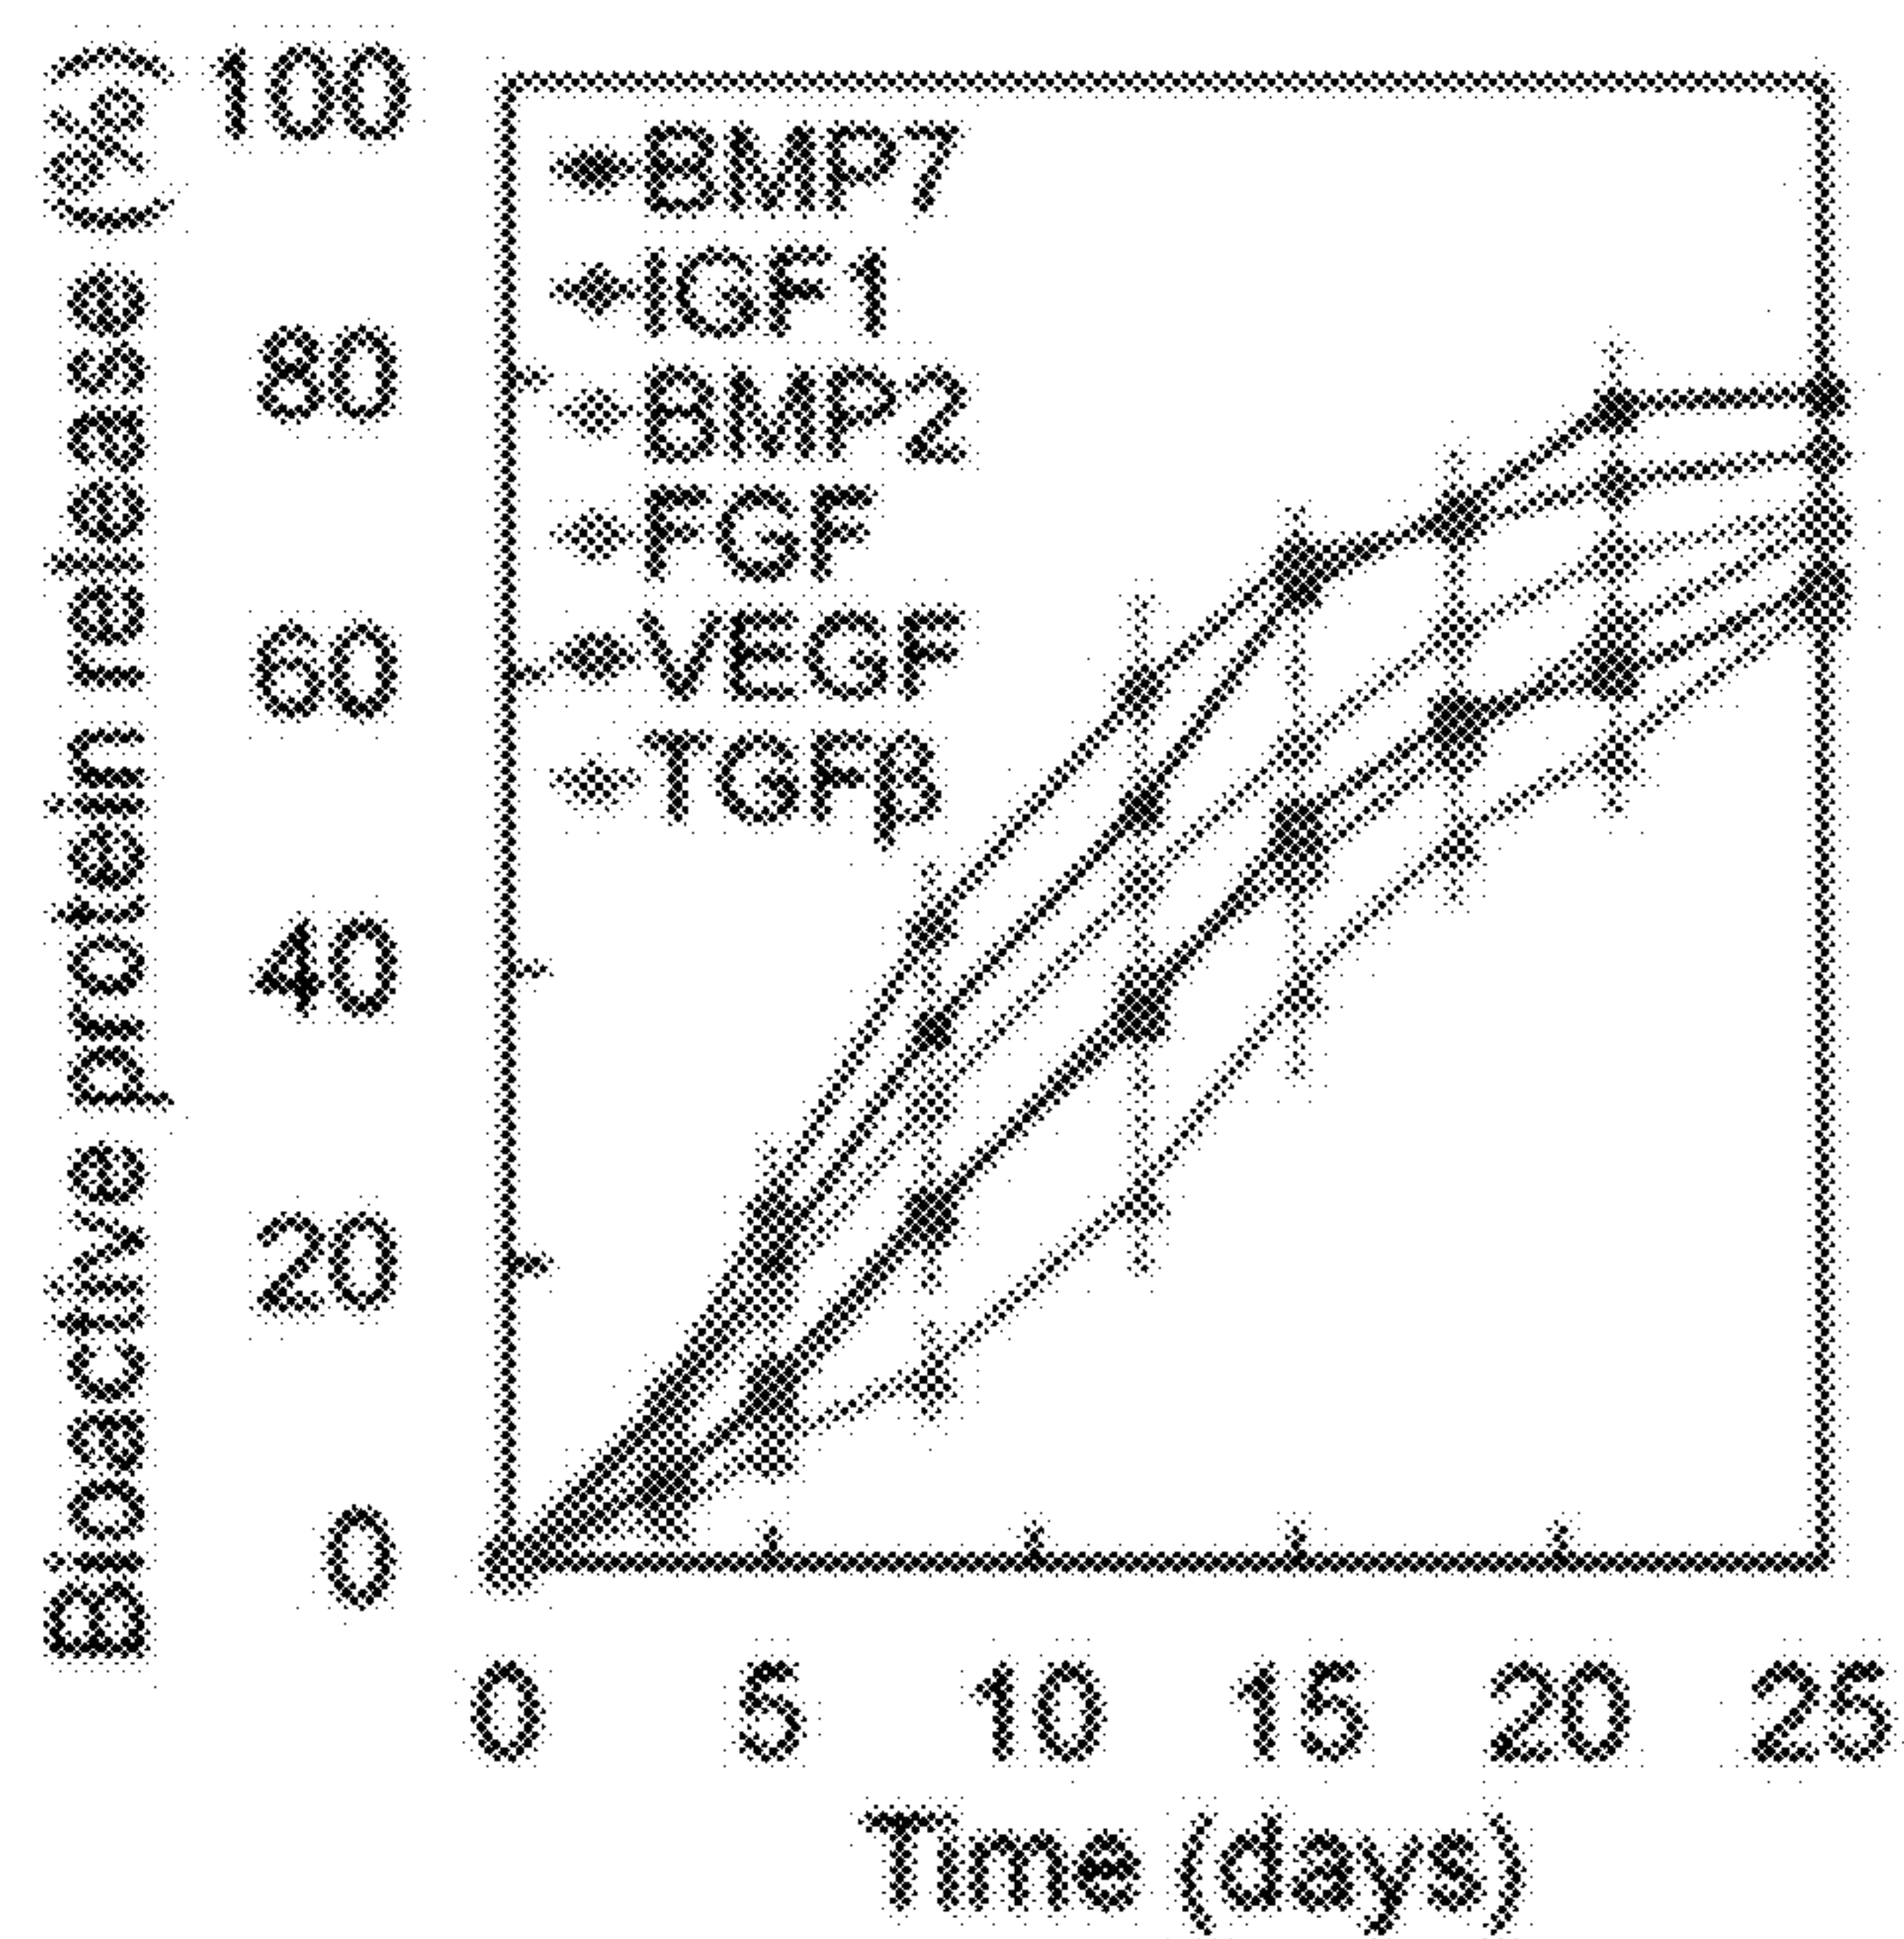 Bioactive protein release (%)
100
80
60
40
20
0
BMP7
IGF1
BMP2
FGF
VEGF
TGFβ
0 5 10 15 20 25
Time (days)